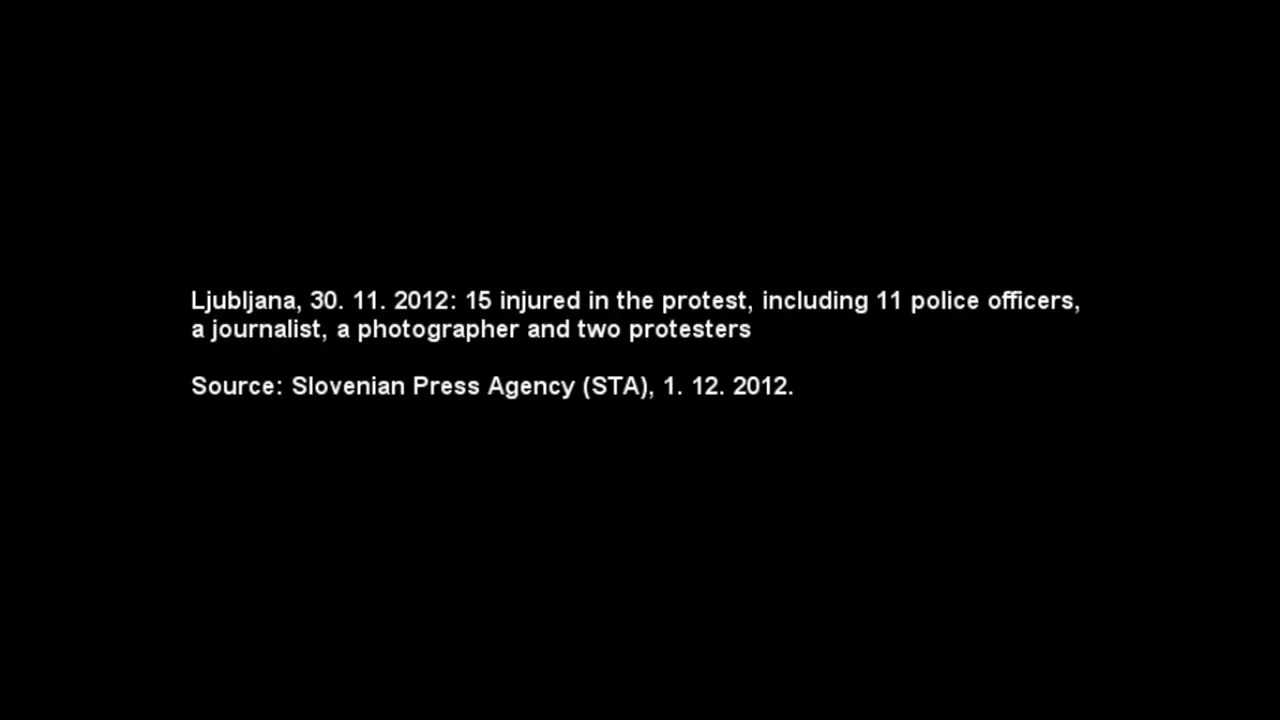 Ljubljana, 30. 11. 2012: 15 injured in the protest, including 11 police officers,
a journalist, a photographer and two protesters
Source: Slovenian Press Agency (STA), 1. 12. 2012.